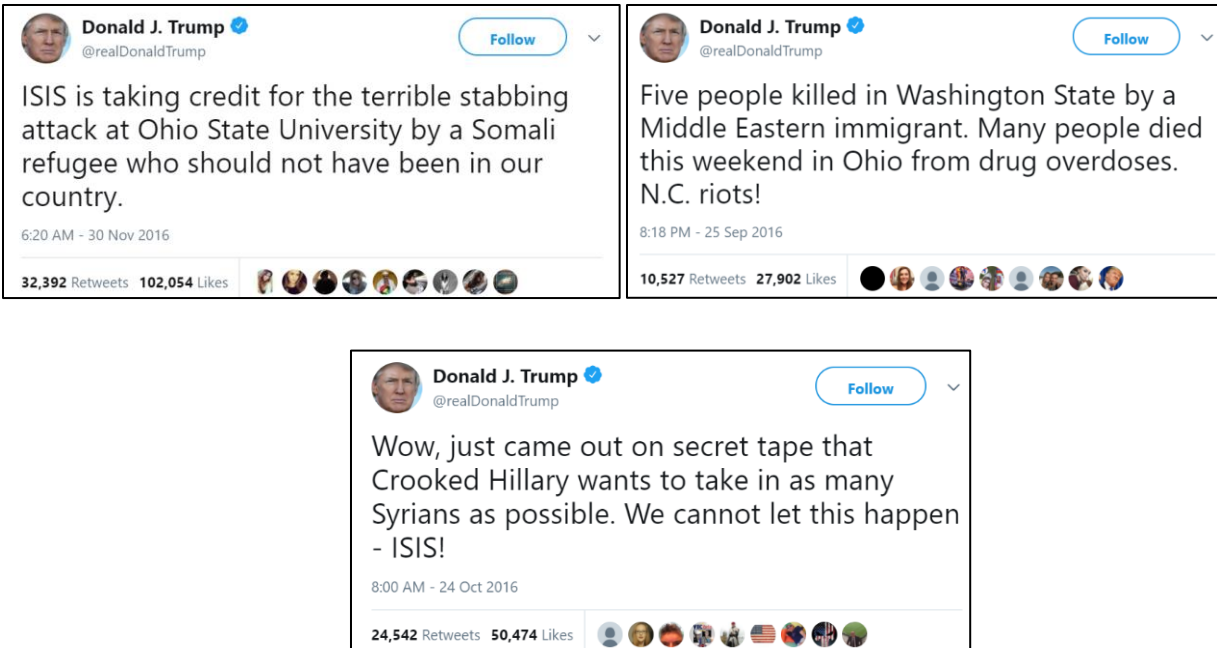 Donald J. Trump
@realDonaldTrump
Follow
ISIS is taking credit for the terrible stabbing
attack at Ohio State University by a Somali
refugee who should not have been in our
country.
6:20 AM - 30 Nov 2016
32,392 Retweets 102,054 Likes
Donald J. Trump
@realDonaldTrump
Follow
Five people killed in Washington State by a
Middle Eastern immigrant. Many people died
this weekend in Ohio from drug overdoses.
N.C. riots!
8:18 PM - 25 Sep 2016
10,527 Retweets 27,902 Likes
Donald J. Trump
@realDonaldTrump
Follow
Wow, just came out on secret tape that
Crooked Hillary wants to take in as many
Syrians as possible. We cannot let this happen
- ISIS!
8:00 AM - 24 Oct 2016
24,542 Retweets 50,474 Likes